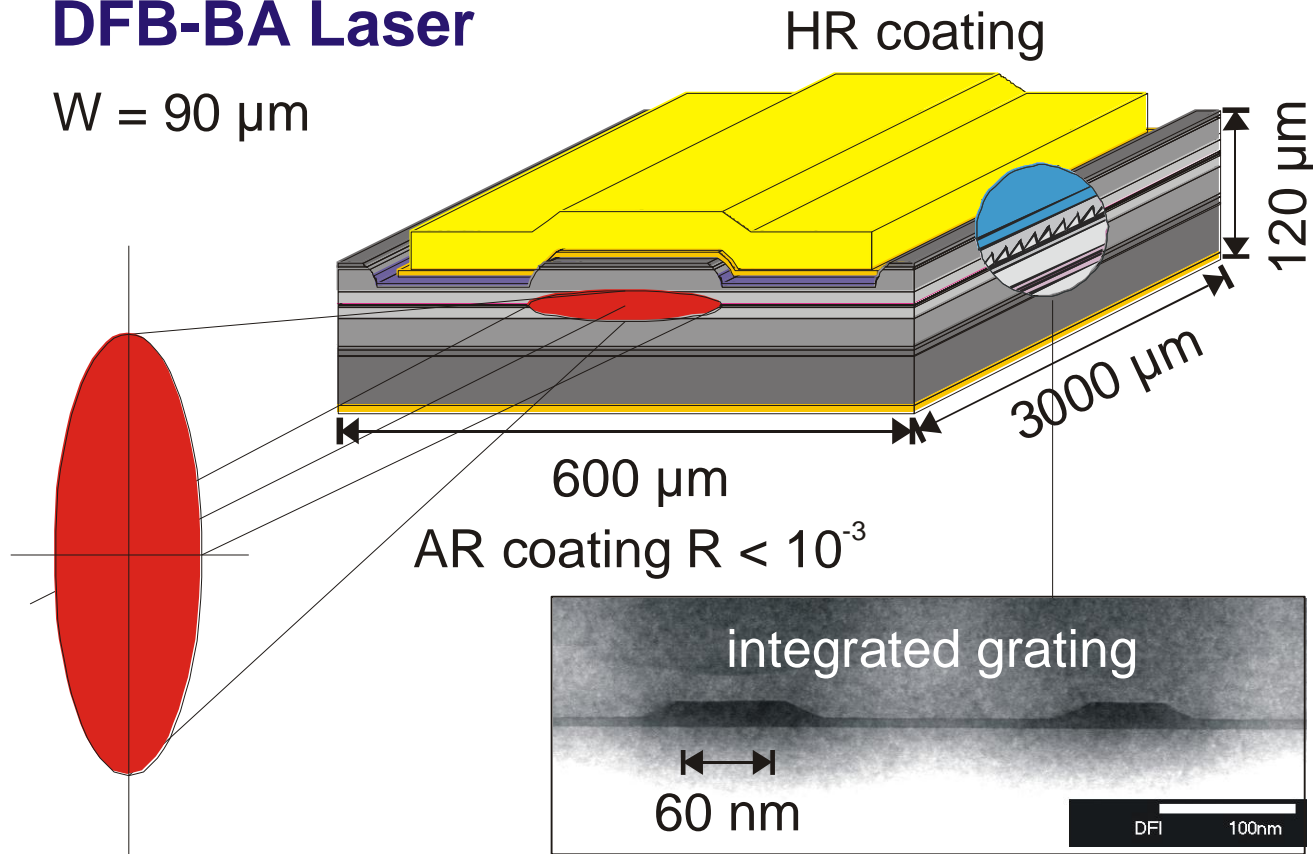 DFB-BA Laser
HR coating
W = 90 µm
120 µm
3000 µm
600 µm
AR coating R < 10⁻³
integrated grating
60 nm
DFI 100nm